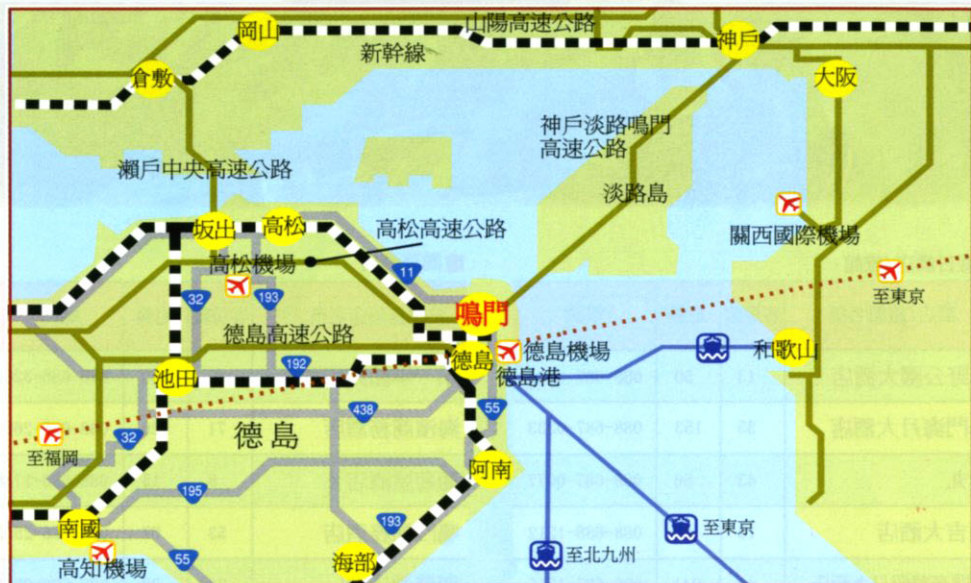 岡山
山陽高速公路
神戶
新幹線
倉敷
大阪
神戶淡路鳴門
高速公路
瀨戶中央高速公路
淡路島
坂出
高松
高松高速公路
關西國際機場
高松機場
11
至東京
32
193
鳴門
德島高速公路
德島
德島機場
和歌山
192
德島港
池田
438
55
32
德島
至福岡
阿南
195
193
南國
至東京
高知機場
55
海部
至北九州